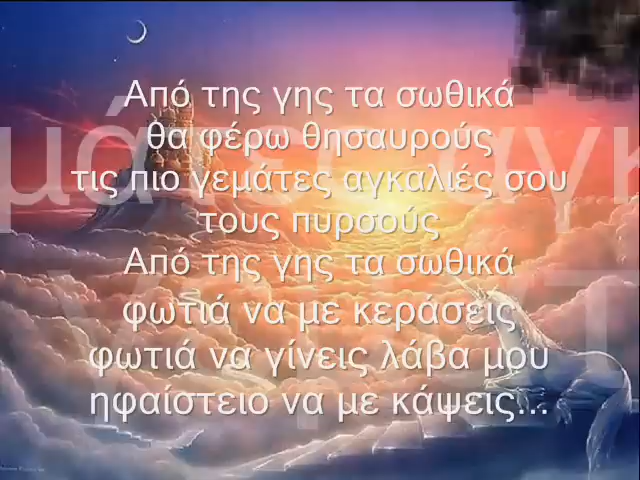 Από της γης τα σωθικά
θα φέρω θησαυρούς
τις πιο γεμάτες αγκαλιές σου
τους πυρσούς
Από της γης τα σωθικά
φωτιά να με κεράσεις
φωτιά να γίνεις λάβα μου
ηφαίστειο να με κάψεις...